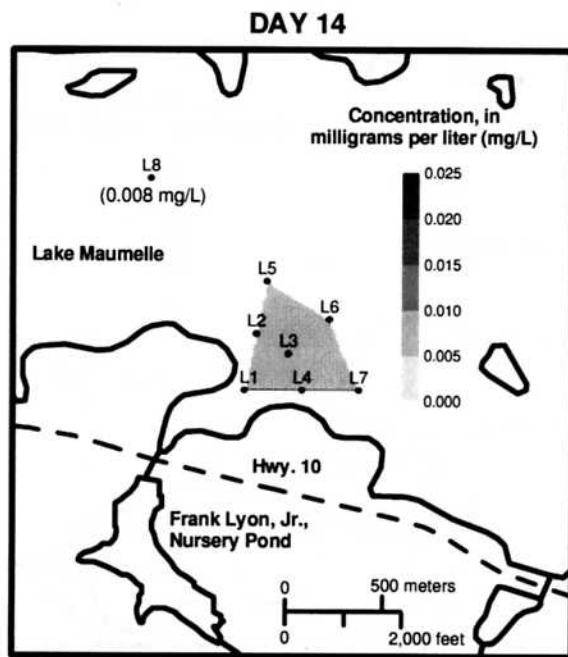 DAY 14
Concentration, in
milligrams per liter (mg/L)
0.025
0.020
0.015
0.010
0.005
0.000
L8
(0.008 mg/L)
Lake Maumelle
L5
L6
L2
L3
L1
L4
L7
Hwy. 10
Frank Lyon, Jr.,
Nursery Pond
0 500 meters
0 2,000 feet